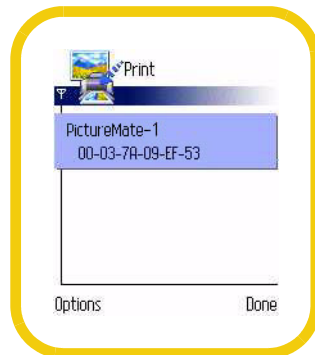 Print
PictureMate-1
00-03-7A-09-EF-53
Options Done